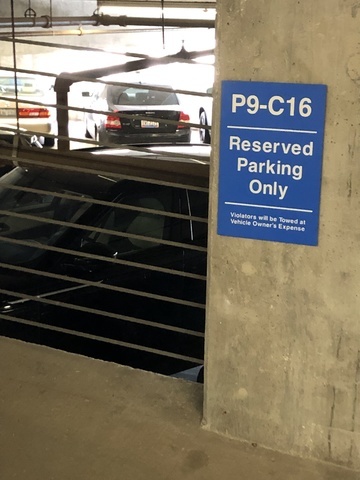 P9-C16
Reserved
Parking
Only
Violators will be Towed at
Vehicle Owner's Expense